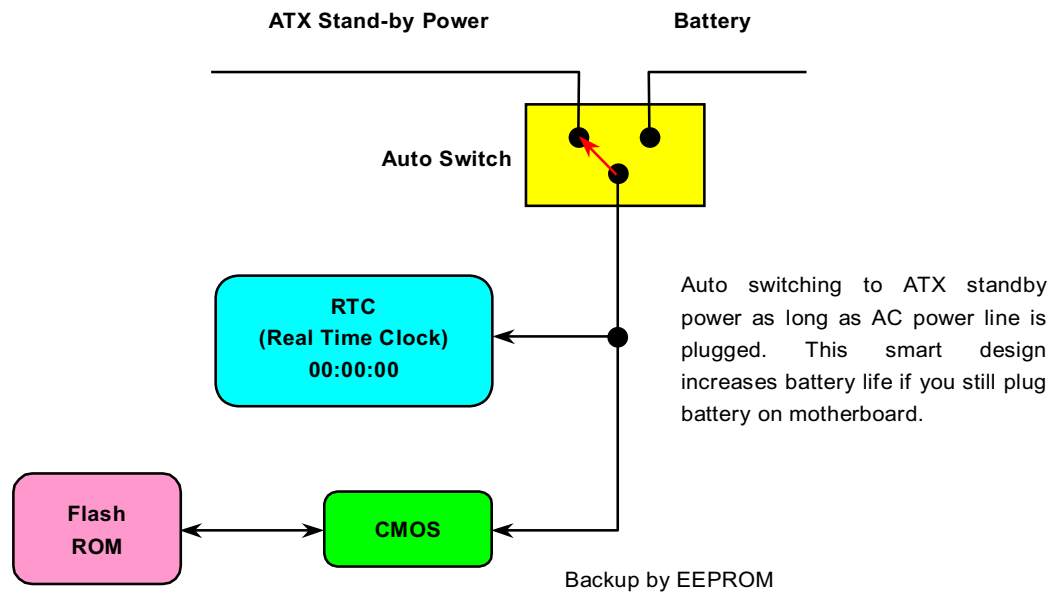 ATX Stand-by Power
Battery
Auto Switch
RTC
(Real Time Clock)
00:00:00
Auto switching to ATX standby
power as long as AC power line is
plugged. This smart design
increases battery life if you still plug
battery on motherboard.
Flash
ROM
CMOS
Backup by EEPROM